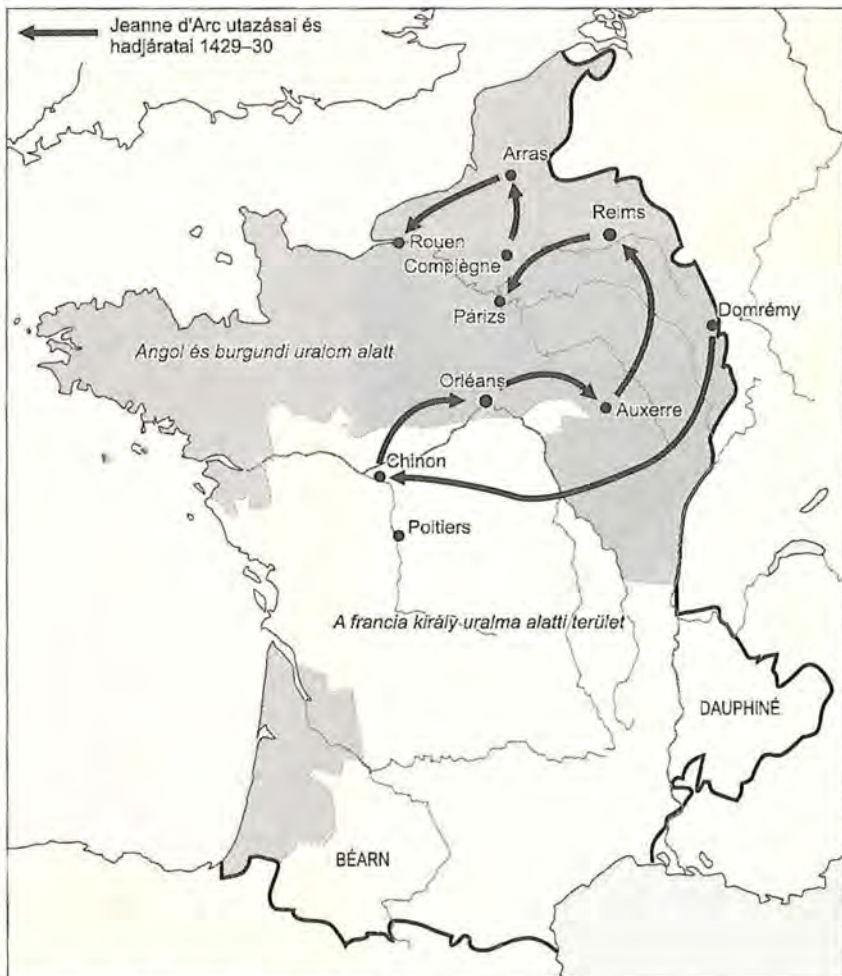 Jeanne d'Arc utazásai és
hadjáratai 1429–30
Arras
Reims
Rouen
Compiègne
Párizs
Domrémy
Angol és burgundi uralom alatt
Orléans
Auxerre
Chinon
Poitiers
A francia király uralma alatti terület
DAUPHINÉ
BÉARN